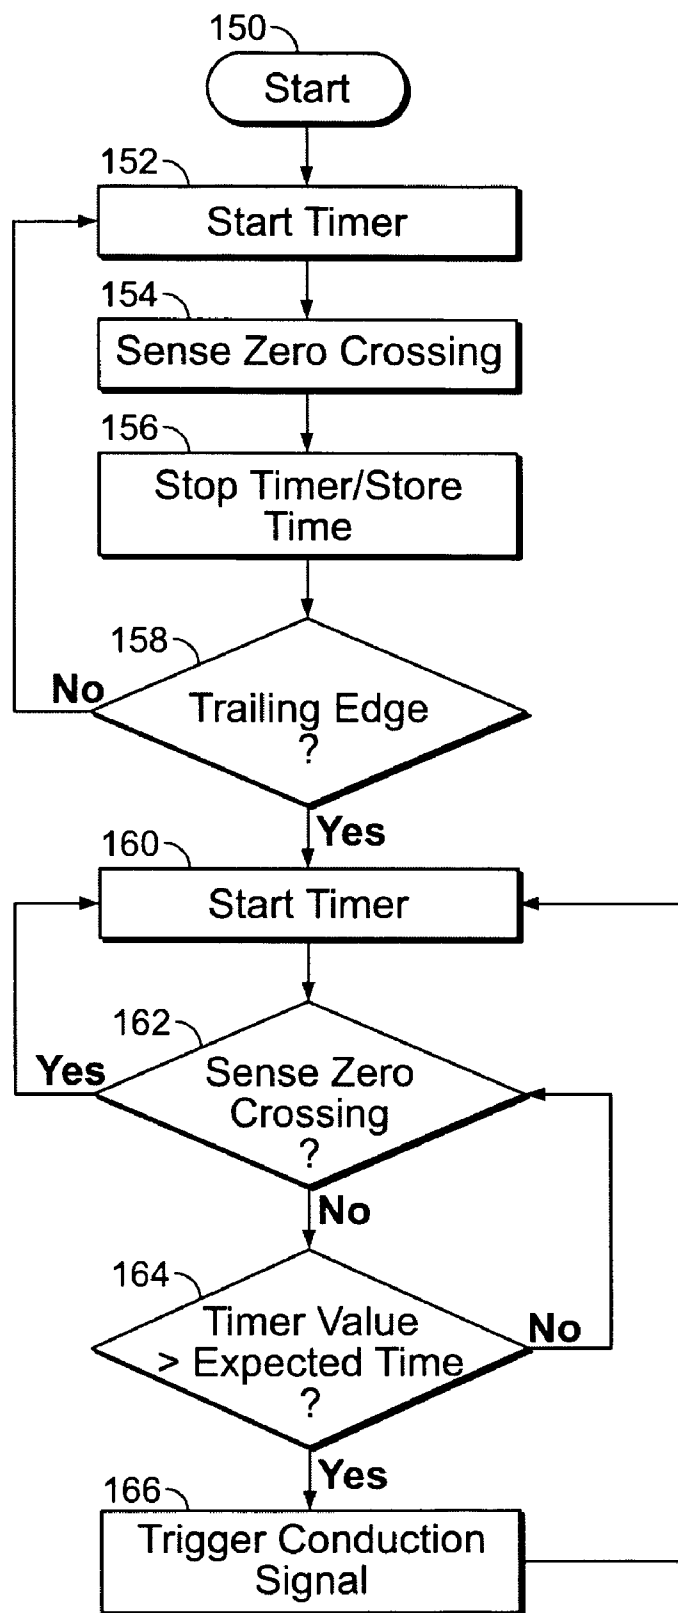 150
Start
152
Start Timer
154
Sense Zero Crossing
156
Stop Timer/Store
Time
158
No
Trailing Edge
?
Yes
160
Start Timer
162
Yes
Sense Zero
Crossing
?
No
164
Timer Value
> Expected Time
?
No
Yes
166
Trigger Conduction
Signal